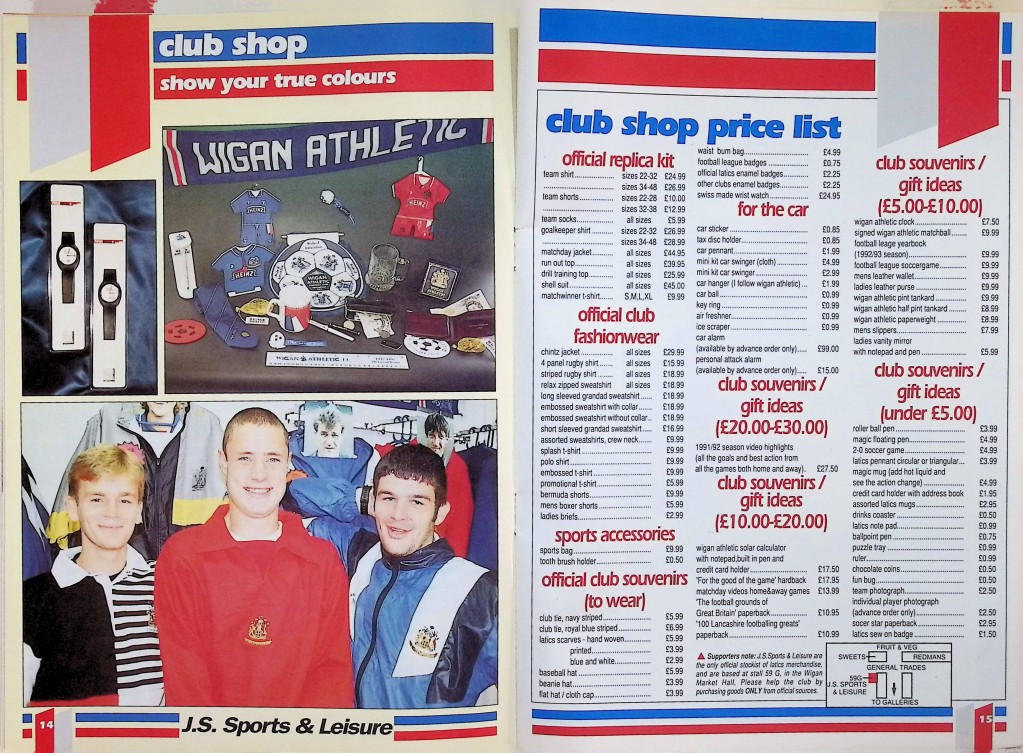 club shop
show your true colours
WIGAN ATHLETIC
HEINZ
HEINZ
HEINZ
WIGAN ATHLETIC
WIGAN ATHLETIC
14
J.S. Sports & Leisure
club shop price list
official replica kit
team shirt sizes 22-32 £24.99
sizes 34-48 £26.99
team shorts sizes 22-28 £10.00
sizes 32-38 £12.99
team socks all sizes £5.99
goalkeeper shirt sizes 22-32 £26.99
sizes 34-48 £28.99
matchday jacket all sizes £44.95
run out top all sizes £39.95
drill training top all sizes £25.99
shell suit all sizes £45.00
matchwinner t-shirt S,M,L,XL £9.99
official club
fashionwear
chintz jacket all sizes £29.99
4 panel rugby shirt all sizes £15.99
striped rugby shirt all sizes £18.99
relax zipped sweatshirt all sizes £18.99
long sleeved grandad sweatshirt £18.99
embossed sweatshirt with collar £18.99
embossed sweatshirt without collar £18.99
short sleeved grandad sweatshirt £16.99
assorted sweatshirts, crew neck £9.99
splash t-shirt £9.99
polo shirt £9.99
embossed t-shirt £9.99
promotional t-shirt £5.99
bermuda shorts £9.99
mens boxer shorts £5.99
ladies briefs £2.99
sports accessories
sports bag £9.99
tooth brush holder £0.50
official club souvenirs
(to wear)
club tie, navy striped £5.99
club tie, royal blue striped £6.99
latics scarves - hand woven £5.99
printed £3.99
blue and white £2.99
baseball hat £5.99
beanie hat £3.99
flat hat / cloth cap £3.99
waist bum bag £4.99
football league badges £0.75
official latics enamel badges £2.25
other clubs enamel badges £2.25
swiss made wrist watch £24.95
for the car
car sticker £0.85
tax disc holder £0.85
car pennant £1.99
mini kit car swinger (cloth) £4.99
mini kit car swinger £2.99
car hanger (I follow wigan athletic) £1.99
car ball £0.99
key ring £0.99
air freshner £0.99
ice scraper £0.99
car alarm
(available by advance order only) £99.00
personal attack alarm
(available by advance order only) £15.00
club souvenirs /
gift ideas
(£20.00-£30.00)
1991/92 season video highlights
(all the goals and best action from
all the games both home and away). £27.50
club souvenirs /
gift ideas
(£10.00-£20.00)
wigan athletic solar calculator
with notepad,built in pen and
credit card holder £17.50
'For the good of the game' hardback £17.95
matchday videos home&away games £13.99
'The football grounds of
Great Britain' paperback £10.95
'100 Lancashire footballing greats'
paperback £10.99
Supporters note: J.S.Sports & Leisure are
the only official stockist of latics merchandise,
and are based at stall 59 G, in the Wigan
Market Hall. Please help the club by
purchasing goods ONLY from official sources.
club souvenirs /
gift ideas
(£5.00-£10.00)
wigan athletic clock £7.50
signed wigan athletic matchball £9.99
football leage yearbook
(1992/93 season) £9.99
football league soccergame £9.99
mens leather wallet £9.99
ladies leather purse £9.99
wigan athletic pint tankard £9.99
wigan athletic half pint tankard £8.99
wigan athletic paperweight £8.99
mens slippers £7.99
ladies vanity mirror
with notepad and pen £5.99
club souvenirs /
gift ideas
(under £5.00)
roller ball pen £3.99
magic floating pen £4.99
2-0 soccer game £4.99
latics pennant circular or triangular £3.99
magic mug (add hot liquid and
see the action change) £4.99
credit card holder with address book £1.95
assorted latics mugs £2.95
drinks coaster £0.50
latics note pad £0.99
ballpoint pen £0.75
puzzle tray £0.99
ruler £0.99
chocolate coins £0.50
fun bug £0.50
team photograph £2.50
individual player photograph
(advance order only) £2.50
socer star paperback £2.95
latics sew on badge £1.50
FRUIT & VEG
SWEETS
REDMANS
GENERAL TRADES
59G
J.S. SPORTS
& LEISURE
TO GALLERIES
15